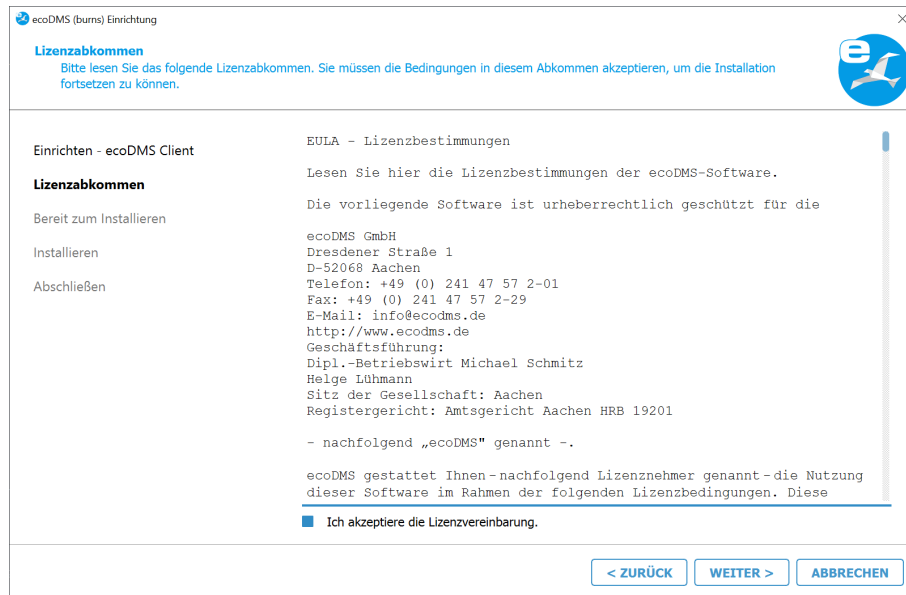 ecoDMS (burns) Einrichtung
Lizenzabkommen
Bitte lesen Sie das folgende Lizenzabkommen. Sie müssen die Bedingungen in diesem Abkommen akzeptieren, um die Installation
fortsetzen zu können.
e
Einrichten - ecoDMS Client
Lizenzabkommen
Bereit zum Installieren
Installieren
Abschließen
EULA - Lizenzbestimmungen
Lesen Sie hier die Lizenzbestimmungen der ecoDMS-Software.
Die vorliegende Software ist urheberrechtlich geschützt für die
ecoDMS GmbH
Dresdener Straße 1
D-52068 Aachen
Telefon: +49 (0) 241 47 57 2-01
Fax: +49 (0) 241 47 57 2-29
E-Mail: info@ecodms.de
http://www.ecodms.de
Geschäftsführung:
Dipl.-Betriebswirt Michael Schmitz
Helge Lühmann
Sitz der Gesellschaft: Aachen
Registergericht: Amtsgericht Aachen HRB 19201
- nachfolgend „ecoDMS" genannt -.
ecoDMS gestattet Ihnen – nachfolgend Lizenznehmer genannt – die Nutzung
dieser Software im Rahmen der folgenden Lizenzbedingungen. Diese
Ich akzeptiere die Lizenzvereinbarung.
< ZURÜCK WEITER > ABBRECHEN